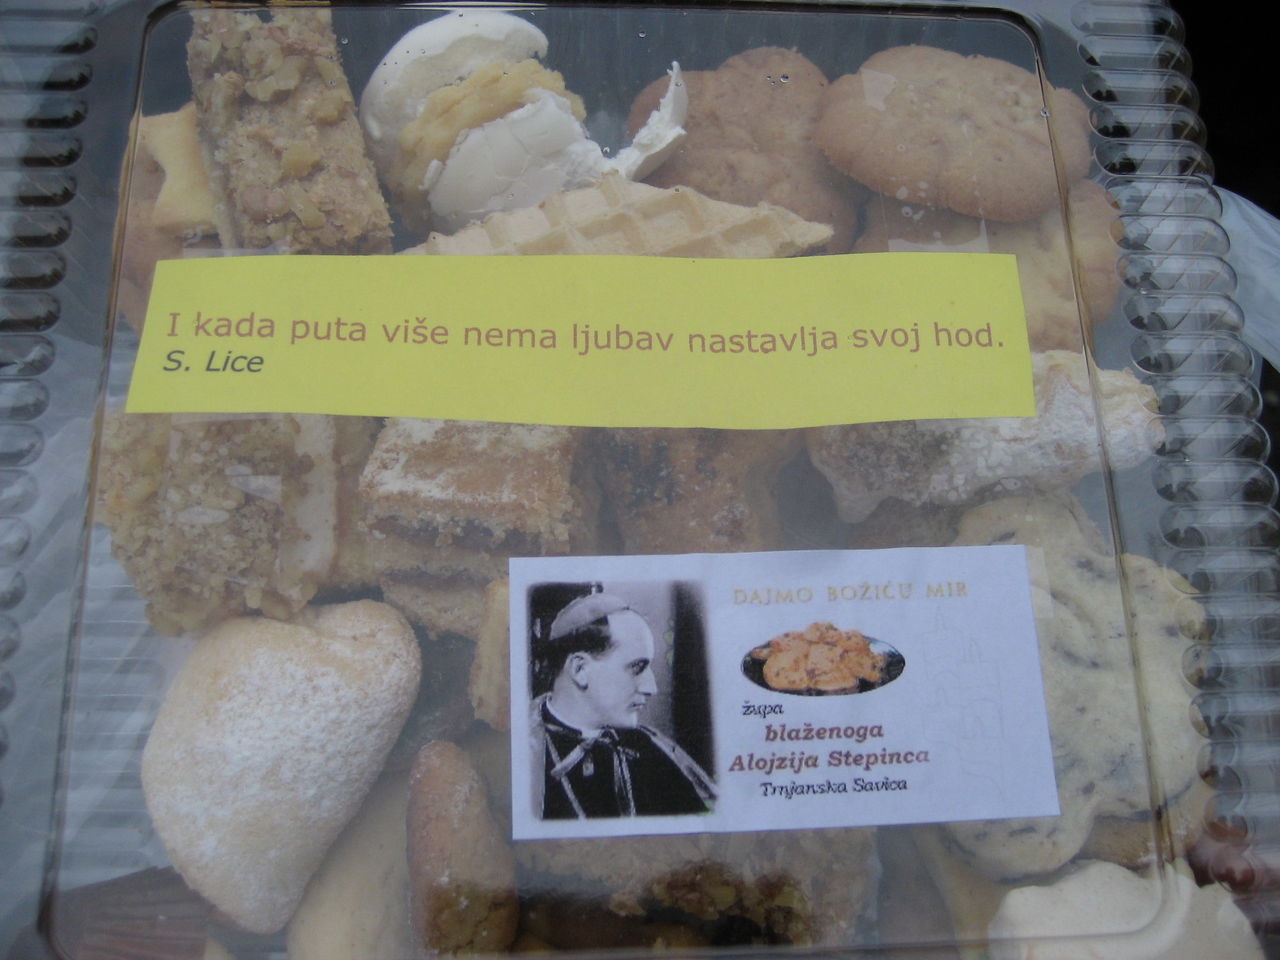 I kada puta više nema ljubav nastavlja svoj hod.
S. Lice
DAJMO BOŽIĆU MIR
župa
blaženoga
Alojzija Stepinca
Trnjanska Savica